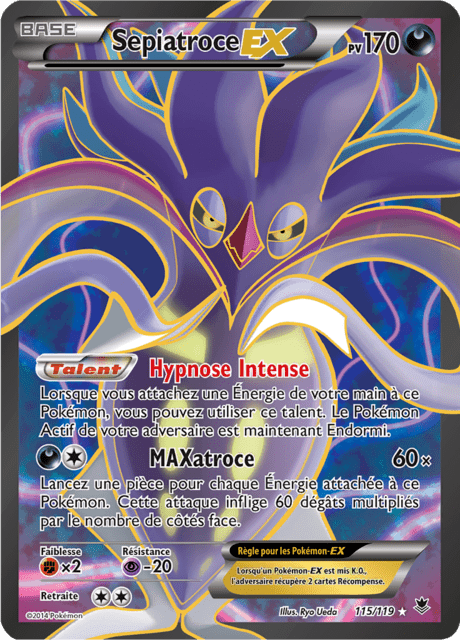 BASE
Sepiatroce EX
PV 170
Talent Hypnose Intense
Lorsque vous attachez une Énergie de votre main à ce
Pokémon, vous pouvez utiliser ce talent. Le Pokémon
Actif de votre adversaire est maintenant Endormi.
MAXatroce 60×
Lancez une pièce pour chaque Énergie attachée à ce
Pokémon. Cette attaque inflige 60 dégâts multipliés
par le nombre de côtés face.
Faiblesse Résistance
×2 -20
Règle pour les Pokémon-EX
Lorsqu'un Pokémon-EX est mis K.O.,
l'adversaire récupère 2 cartes Récompense.
Retraite
©2014 Pokémon
Illus. Ryo Ueda 115/119